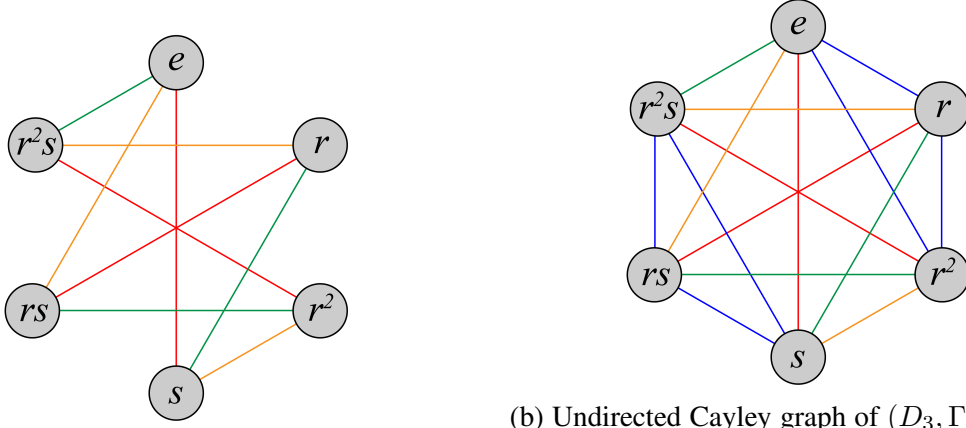 e
r²s
r
rs
r²
s
e
r²s
r
rs
r²
s
(b) Undirected Cayley graph of (D₃, Γ